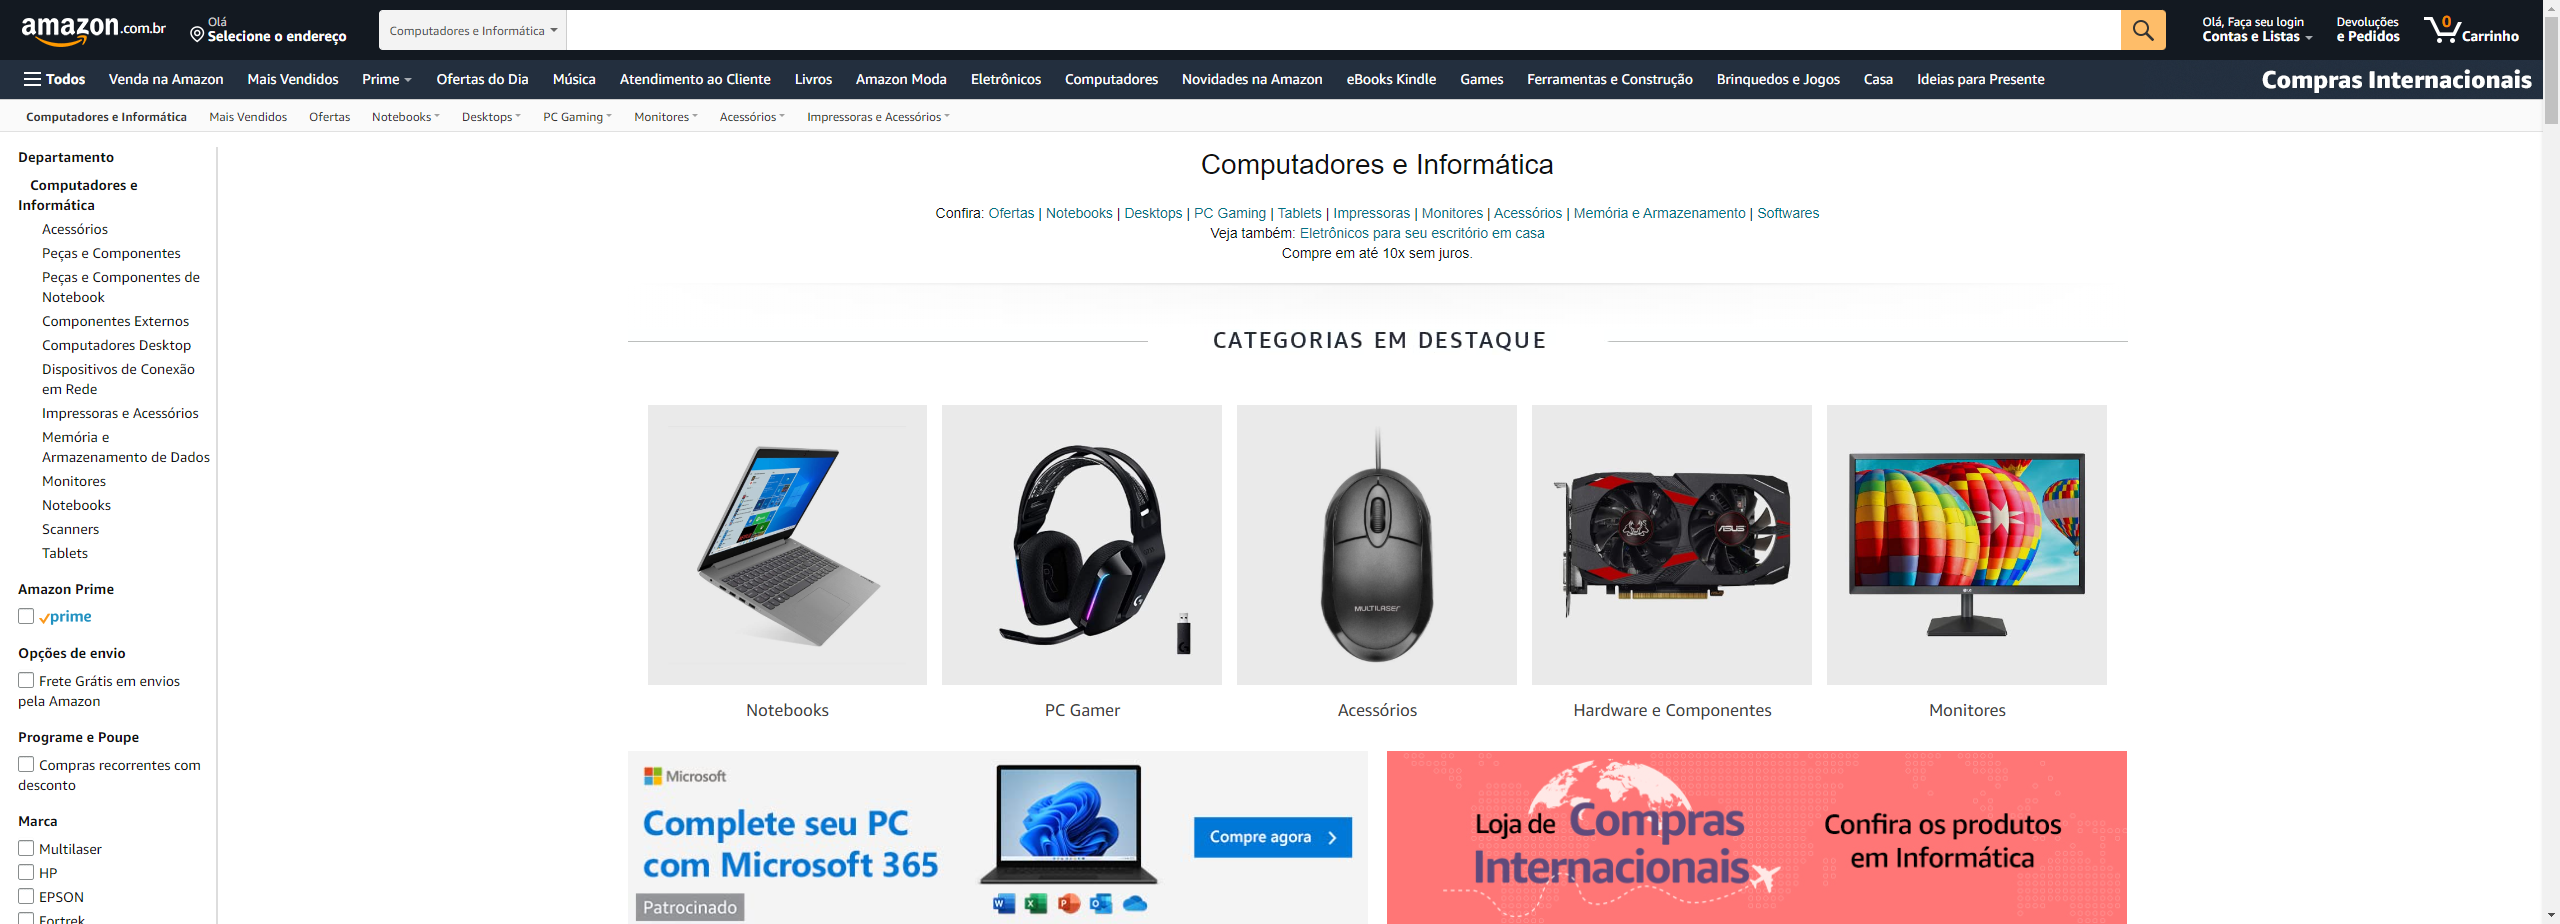 amazon.com.br
Olá
Selecione o endereço
Computadores e Informática
Olá, Faça seu login
Contas e Listas
Devoluções
e Pedidos
0
Carrinho
Todos
Venda na Amazon
Mais Vendidos
Prime
Ofertas do Dia
Música
Atendimento ao Cliente
Livros
Amazon Moda
Eletrônicos
Computadores
Novidades na Amazon
eBooks Kindle
Games
Ferramentas e Construção
Brinquedos e Jogos
Casa
Ideias para Presente
Compras Internacionais
Computadores e Informática
Mais Vendidos
Ofertas
Notebooks
Desktops
PC Gaming
Monitores
Acessórios
Impressoras e Acessórios
Departamento
Computadores e
Informática
Acessórios
Peças e Componentes
Peças e Componentes de
Notebook
Componentes Externos
Computadores Desktop
Dispositivos de Conexão
em Rede
Impressoras e Acessórios
Memória e
Armazenamento de Dados
Monitores
Notebooks
Scanners
Tablets
Amazon Prime
prime
Opções de envio
Frete Grátis em envios
pela Amazon
Programe e Poupe
Compras recorrentes com
desconto
Marca
Multilaser
HP
EPSON
Fortrek
Computadores e Informática
Confira: Ofertas | Notebooks | Desktops | PC Gaming | Tablets | Impressoras | Monitores | Acessórios | Memória e Armazenamento | Softwares
Veja também: Eletrônicos para seu escritório em casa
Compre em até 10x sem juros.
CATEGORIAS EM DESTAQUE
MULTILASER
ASUS
LG
Notebooks
PC Gamer
Acessórios
Hardware e Componentes
Monitores
Microsoft
Complete seu PC
com Microsoft 365
Patrocinado
Compre agora
Loja de Compras
Internacionais
Confira os produtos
em Informática